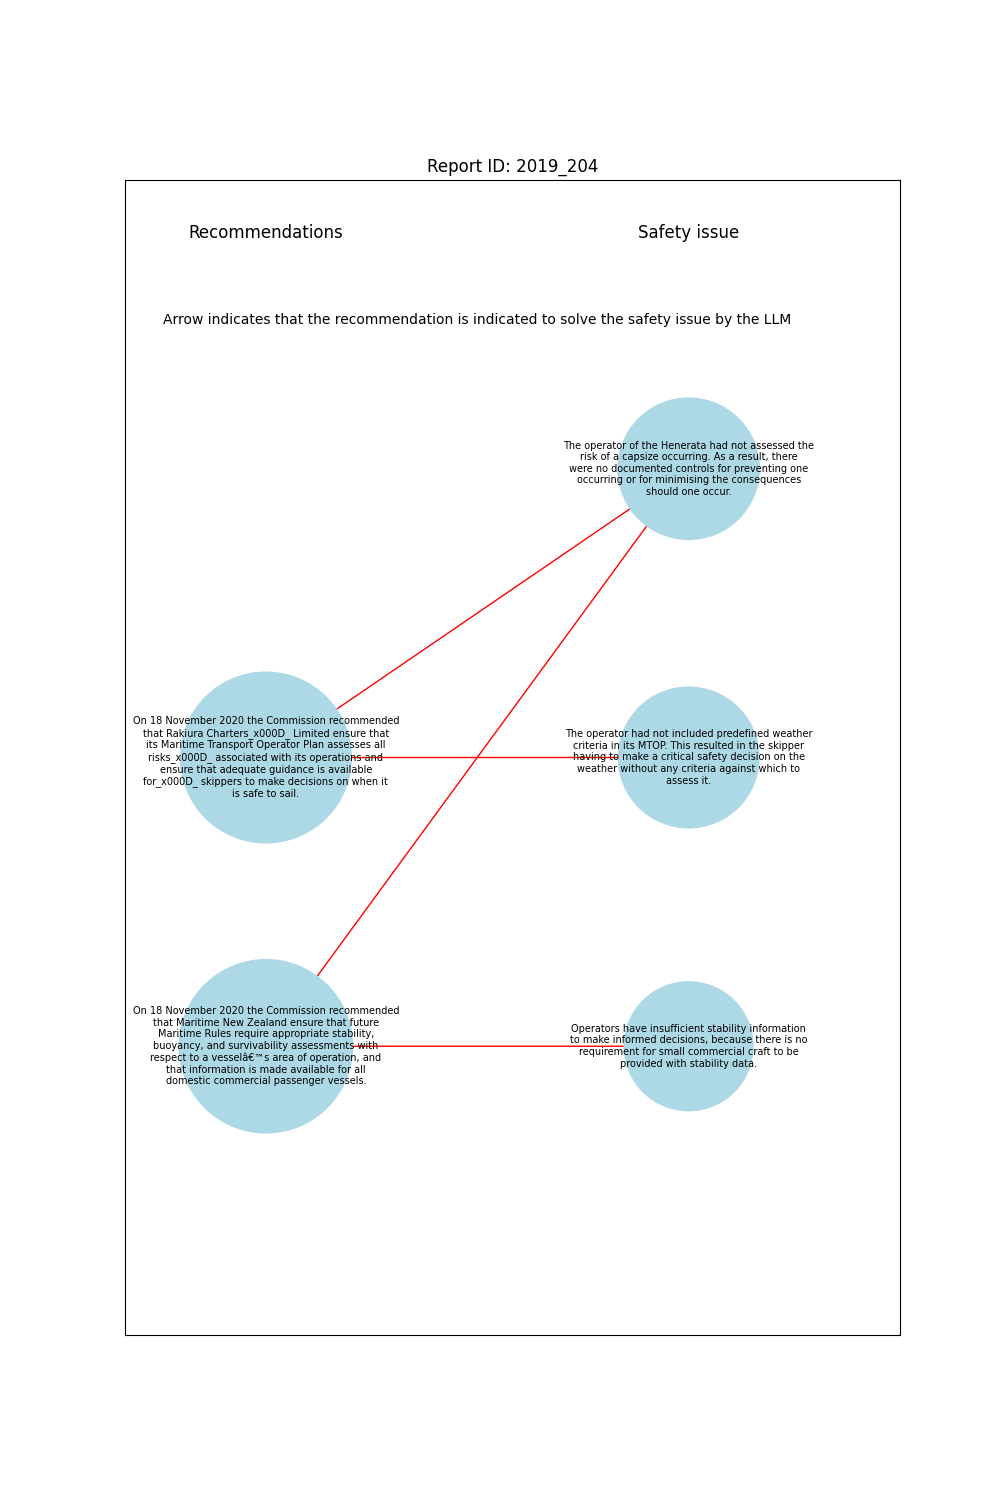 Report ID: 2019_204
Recommendations
Safety issue
Arrow indicates that the recommendation is indicated to solve the safety issue by the LLM
The operator of the Henerata had not assessed the
risk of a capsize occurring. As a result, there
were no documented controls for preventing one
occurring or for minimising the consequences
should one occur.
On 18 November 2020 the Commission recommended
that Rakiura Charters_x000D_ Limited ensure that
its Maritime Transport Operator Plan assesses all
risks_x000D_ associated with its operations and
ensure that adequate guidance is available
for_x000D_ skippers to make decisions on when it
is safe to sail.
The operator had not included predefined weather
criteria in its MTOP. This resulted in the skipper
having to make a critical safety decision on the
weather without any criteria against which to
assess it.
On 18 November 2020 the Commission recommended
that Maritime New Zealand ensure that future
Maritime Rules require appropriate stability,
buoyancy, and survivability assessments with
respect to a vesselâ€™s area of operation, and
that information is made available for all
domestic commercial passenger vessels.
Operators have insufficient stability information
to make informed decisions, because there is no
requirement for small commercial craft to be
provided with stability data.